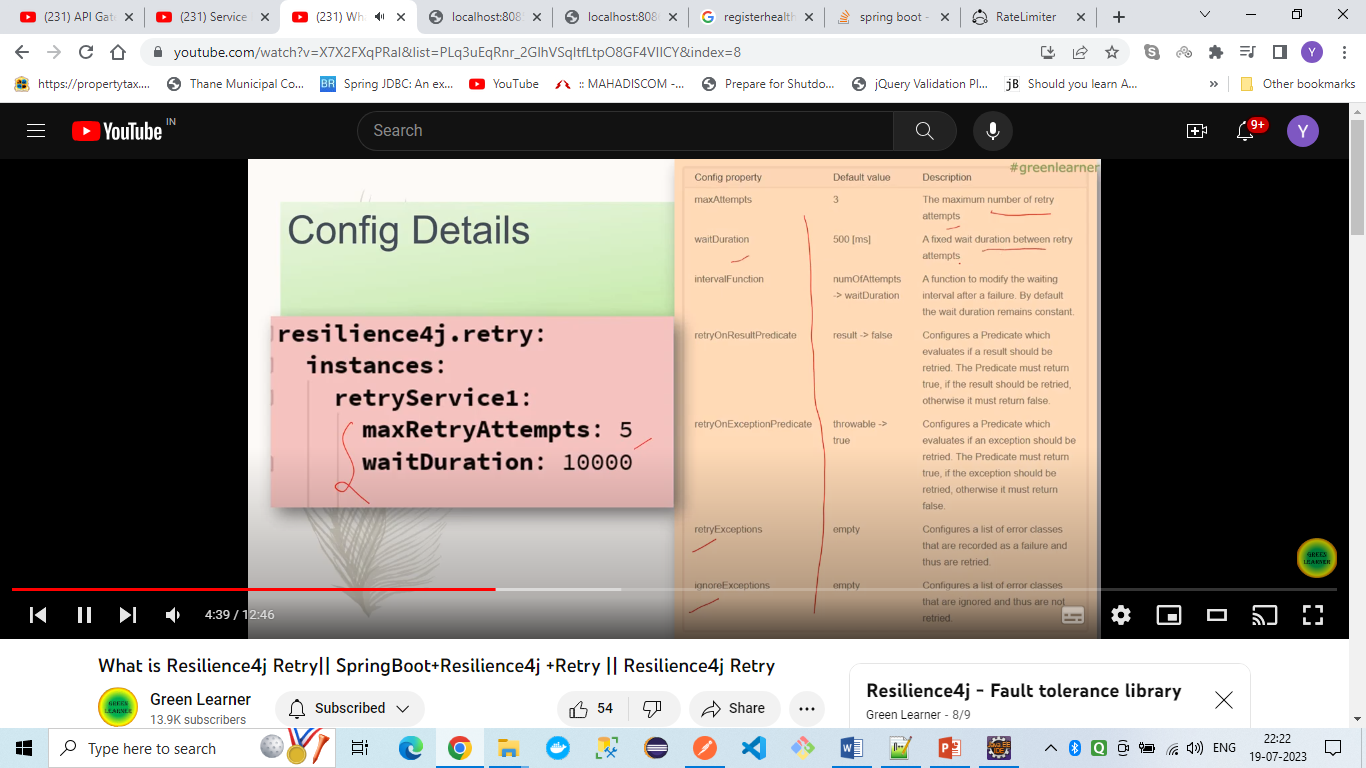 (231) API Gat
(231) Service
(231) Wh
localhost:808
localhost:808
registerhealth
spring boot -
RateLimiter
youtube.com/watch?v=X7X2FXqPRaI&list=PLq3uEqRnr_2GlhVSqltfLtpO8GF4VIICY&index=8
Y
https://propertytax....
Thane Municipal Co...
BR Spring JDBC: An ex...
YouTube
:: MAHADISCOM -...
Prepare for Shutdo...
jQuery Validation Pl...
jB Should you learn A...
»
Other bookmarks
YouTube IN
Search
9+
Y
#greenlearner
Config Details
resilience4j.retry:
instances:
retryService1:
maxRetryAttempts: 5
waitDuration: 10000
Config property Default value Description
maxAttempts 3 The maximum number of retry
attempts
waitDuration 500 [ms] A fixed wait duration between retry
attempts
intervalFunction numOfAttempts A function to modify the waiting
-> waitDuration interval after a failure. By default
the wait duration remains constant.
retryOnResultPredicate result -> false Configures a Predicate which
evaluates if a result should be
retried. The Predicate must return
true, if the result should be retried,
otherwise it must return false.
retryOnExceptionPredicate throwable -> Configures a Predicate which
true evaluates if an exception should be
retried. The Predicate must return
true, if the exception should be
retried, otherwise it must return
false.
retryExceptions empty Configures a list of error classes
that are recorded as a failure and
thus are retried.
ignoreExceptions empty Configures a list of error classes
that are ignored and thus are not
retried.
GREEN
LEARNER
4:39 / 12:46
What is Resilience4j Retry|| SpringBoot+Resilience4j +Retry || Resilience4j Retry
GREEN
LEARNER
Green Learner
13.9K subscribers
Subscribed
54
Share
Resilience4j - Fault tolerance library
Green Learner - 8/9
Type here to search
ENG
22:22
19-07-2023